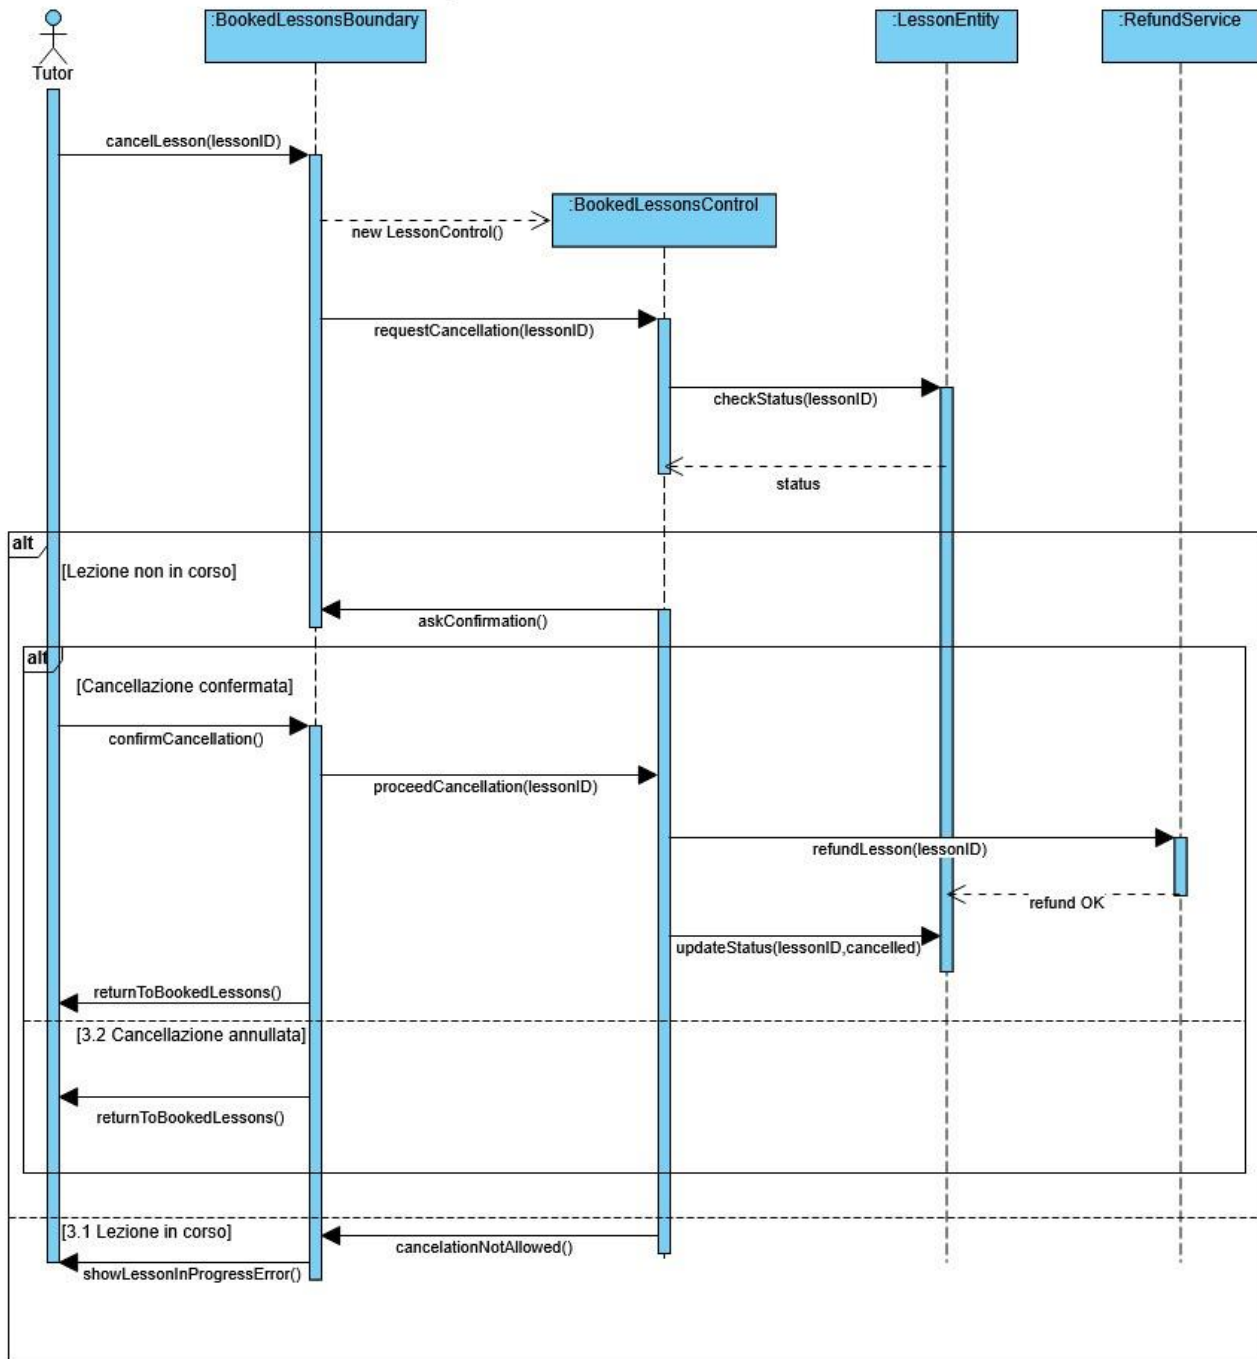 :BookedLessonsBoundary
:LessonEntity
:RefundService
Tutor
cancelLesson(lessonID)
:BookedLessonsControl
new LessonControl()
requestCancellation(lessonID)
checkStatus(lessonID)
status
alt
[Lezione non in corso]
askConfirmation()
alt
[Cancellazione confermata]
confirmCancellation()
proceedCancellation(lessonID)
refundLesson(lessonID)
refund OK
updateStatus(lessonID,cancelled)
returnToBookedLessons()
[3.2 Cancellazione annullata]
returnToBookedLessons()
[3.1 Lezione in corso]
cancelationNotAllowed()
showLessonInProgressError()